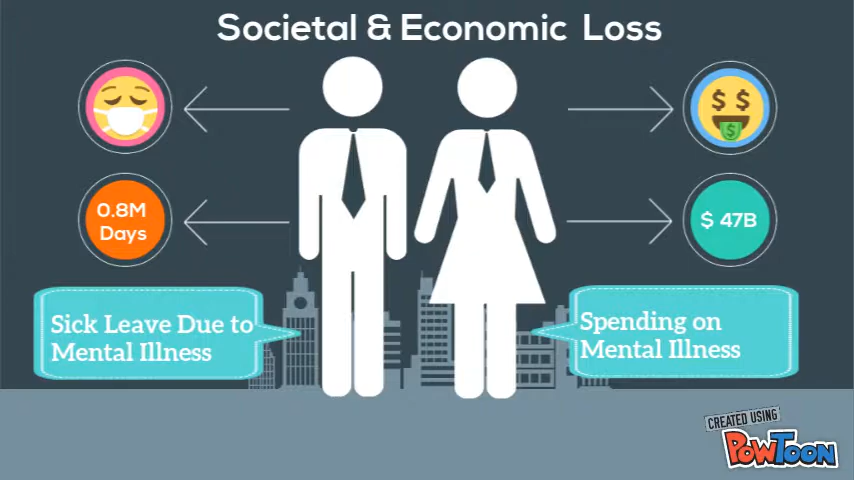 Societal & Economic Loss
0.8M
Days
$ 47B
Sick Leave Due to
Mental Illness
Spending on
Mental Illness
CREATED USING
POWTOON